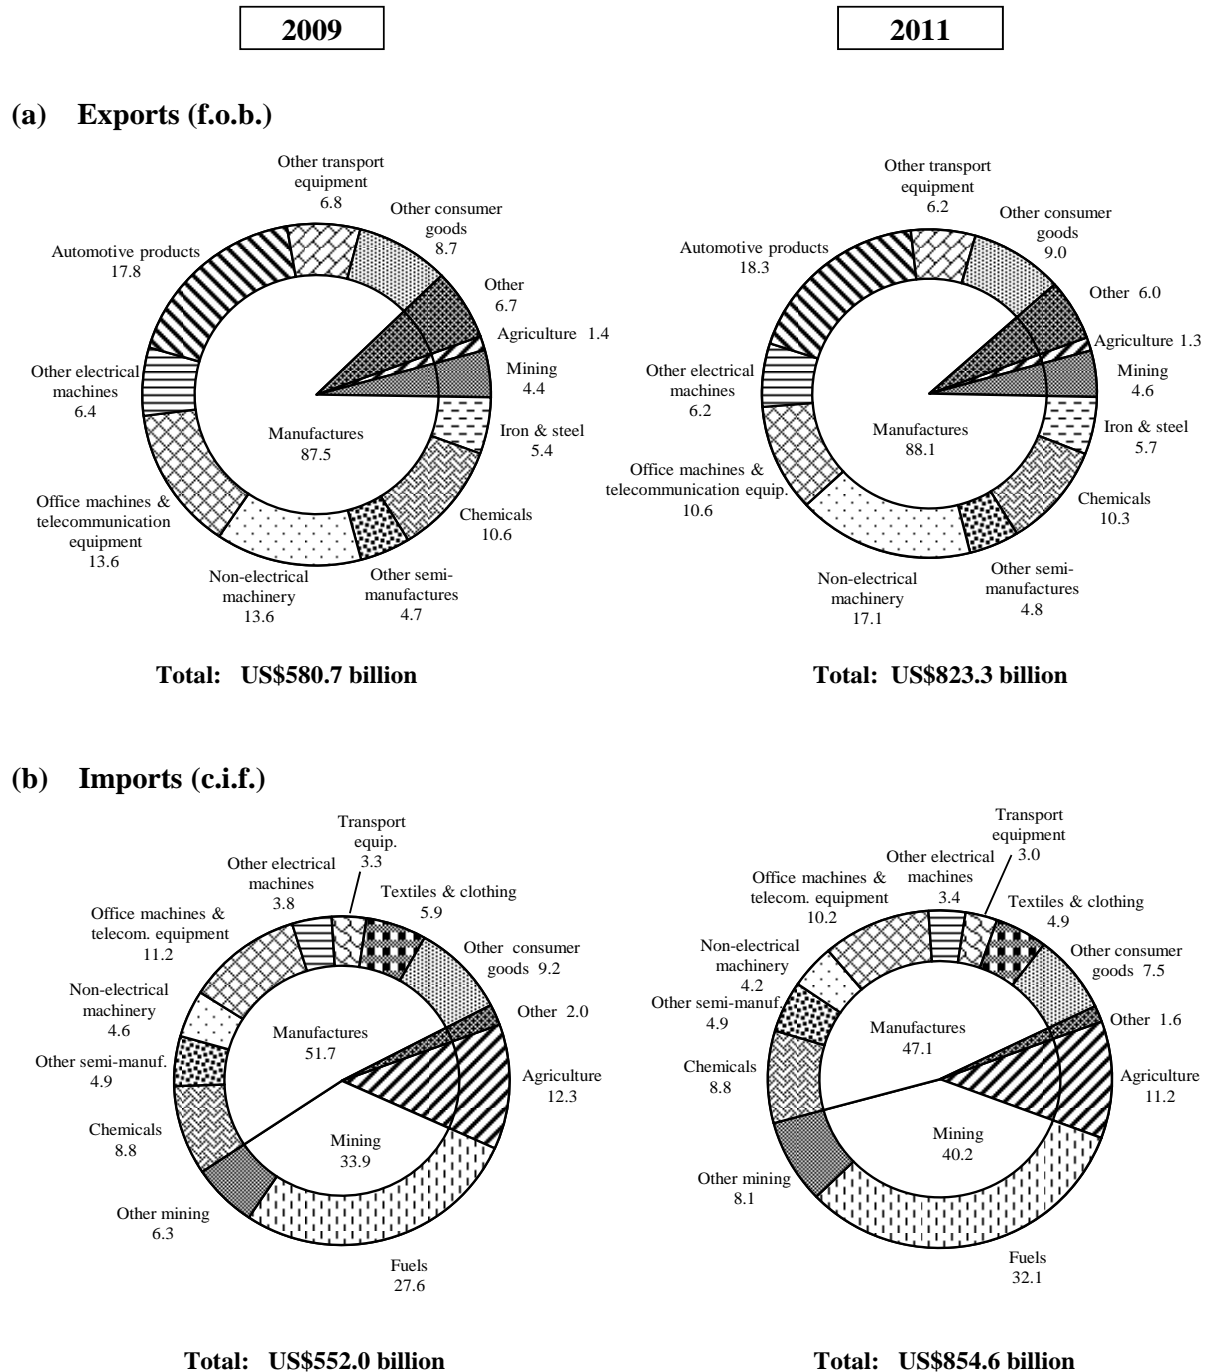 2009
2011
(a) Exports (f.o.b.)
Other transport
equipment
6.8
Other consumer
goods
8.7
Automotive products
17.8
Other
6.7
Agriculture 1.4
Mining
4.4
Other electrical
machines
6.4
Manufactures
87.5
Iron & steel
5.4
Office machines &
telecommunication
equipment
13.6
Chemicals
10.6
Non-electrical
machinery
13.6
Other semi-
manufactures
4.7
Total: US$580.7 billion
Other transport
equipment
6.2
Other consumer
goods
9.0
Automotive products
18.3
Other 6.0
Agriculture 1.3
Mining
4.6
Other electrical
machines
6.2
Manufactures
88.1
Iron & steel
5.7
Office machines &
telecommunication equip.
10.6
Chemicals
10.3
Non-electrical
machinery
17.1
Other semi-
manufactures
4.8
Total: US$823.3 billion
(b) Imports (c.i.f.)
Transport
equip.
3.3
Other electrical
machines
3.8
Textiles & clothing
5.9
Office machines &
telecom. equipment
11.2
Other consumer
goods 9.2
Non-electrical
machinery
4.6
Other 2.0
Manufactures
51.7
Other semi-manuf.
4.9
Agriculture
12.3
Chemicals
8.8
Mining
33.9
Other mining
6.3
Fuels
27.6
Total: US$552.0 billion
Transport
equipment
3.0
Other electrical
machines
3.4
Office machines &
telecom. equipment
10.2
Textiles & clothing
4.9
Non-electrical
machinery
4.2
Other consumer
goods 7.5
Other semi-manuf.
4.9
Other 1.6
Manufactures
47.1
Chemicals
8.8
Agriculture
11.2
Mining
40.2
Other mining
8.1
Fuels
32.1
Total: US$854.6 billion